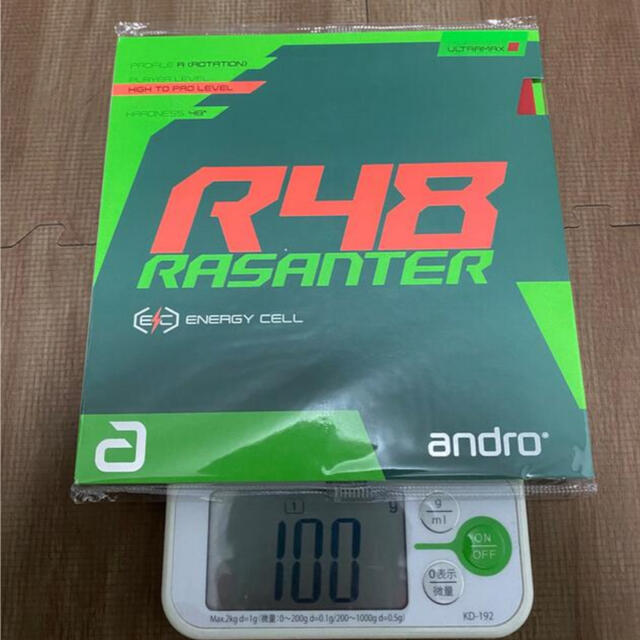 ULTRAMAX
PROFILE R (ROTATION)
PLAYER LEVEL
HIGH TO PRO LEVEL
HARDNESS 48°
R48
RASANTER
EC ENERGY CELL
a
andro®
1 g
100
g
ml
ON
OFF
0表示
微量
Max.2kg d=1g(微量:0～200g d=0.1g/200～1000g d=0.5g)
KD-192